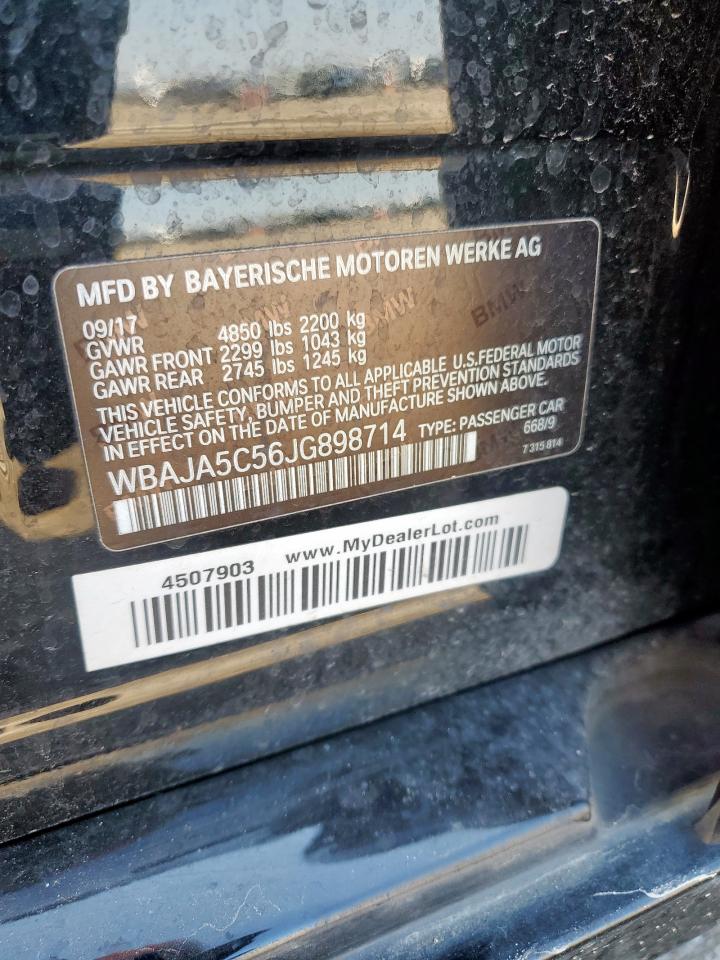 MFD BY BAYERISCHE MOTOREN WERKE AG
09/17
GVWR 4850 lbs 2200 kg
GAWR FRONT 2299 lbs 1043 kg
GAWR REAR 2745 lbs 1245 kg
THIS VEHICLE CONFORMS TO ALL APPLICABLE U.S.FEDERAL MOTOR
VEHICLE SAFETY, BUMPER AND THEFT PREVENTION STANDARDS
IN EFFECT ON THE DATE OF MANUFACTURE SHOWN ABOVE.
WBAJA5C56JG898714 TYPE: PASSENGER CAR
668/9
7 315 814
4507903 www.MyDealerLot.com